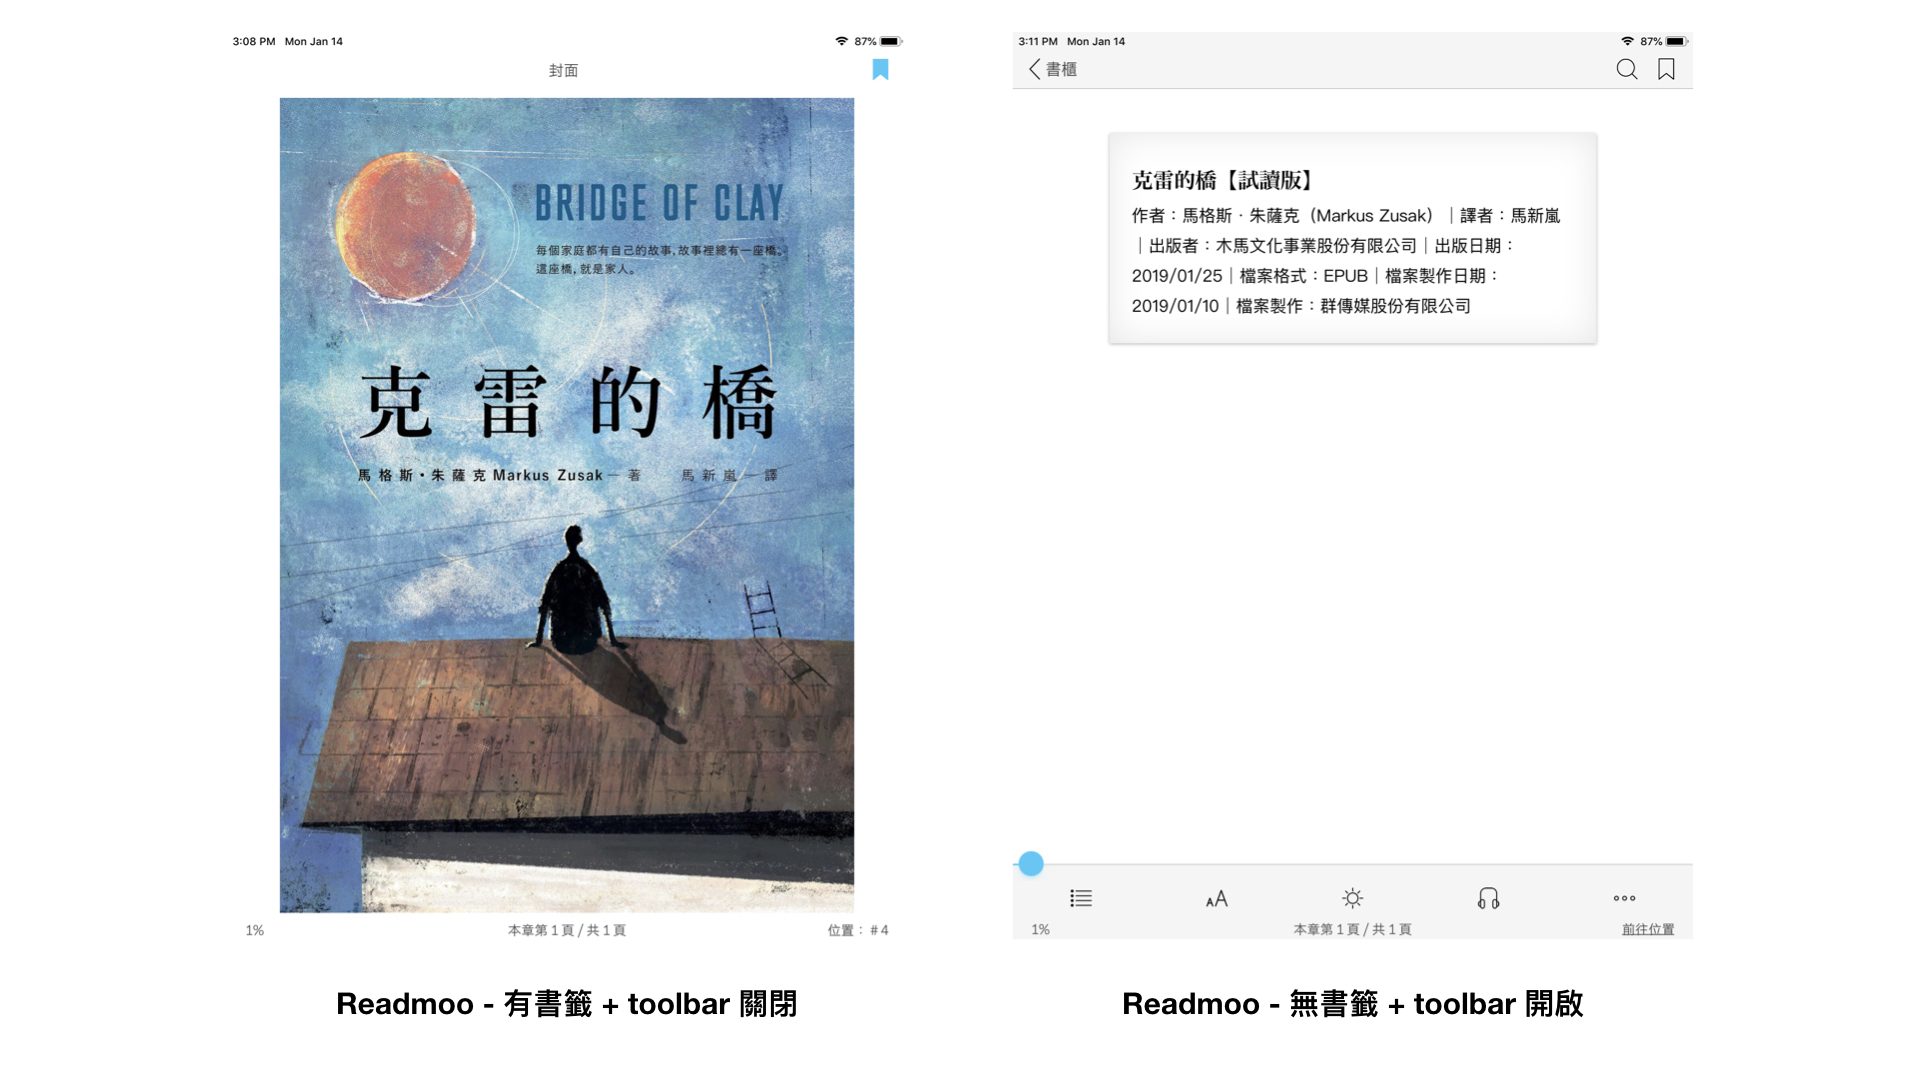 3:08 PM Mon Jan 14
87%
封面
BRIDGE OF CLAY
每個家庭都有自己的故事,故事裡總有一座橋。
這座橋,就是家人。
克雷的橋
馬格斯・朱薩克 Markus Zusak — 著 馬新嵐 — 譯
1%
本章第 1 頁 / 共 1 頁
位置: # 4
Readmoo - 有書籤 + toolbar 關閉
3:11 PM Mon Jan 14
87%
書櫃
克雷的橋【試讀版】
作者:馬格斯‧朱薩克(Markus Zusak)|譯者:馬新嵐
|出版者:木馬文化事業股份有限公司|出版日期:
2019/01/25|檔案格式:EPUB|檔案製作日期:
2019/01/10|檔案製作:群傳媒股份有限公司
AA
1%
本章第 1 頁 / 共 1 頁
前往位置
Readmoo - 無書籤 + toolbar 開啟